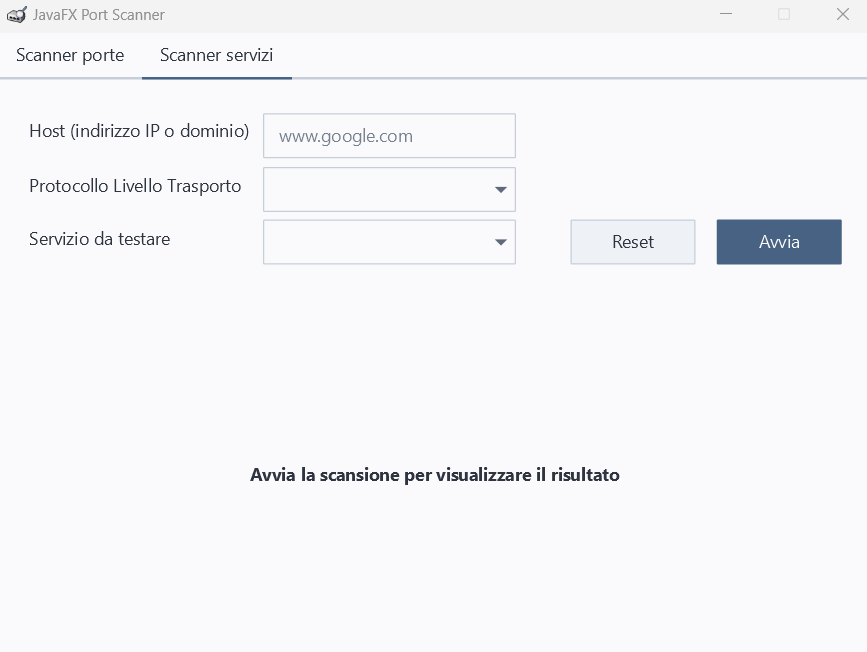 JavaFX Port Scanner
Scanner porte
Scanner servizi
Host (indirizzo IP o dominio)
www.google.com
Protocollo Livello Trasporto
Servizio da testare
Reset
Avvia
Avvia la scansione per visualizzare il risultato